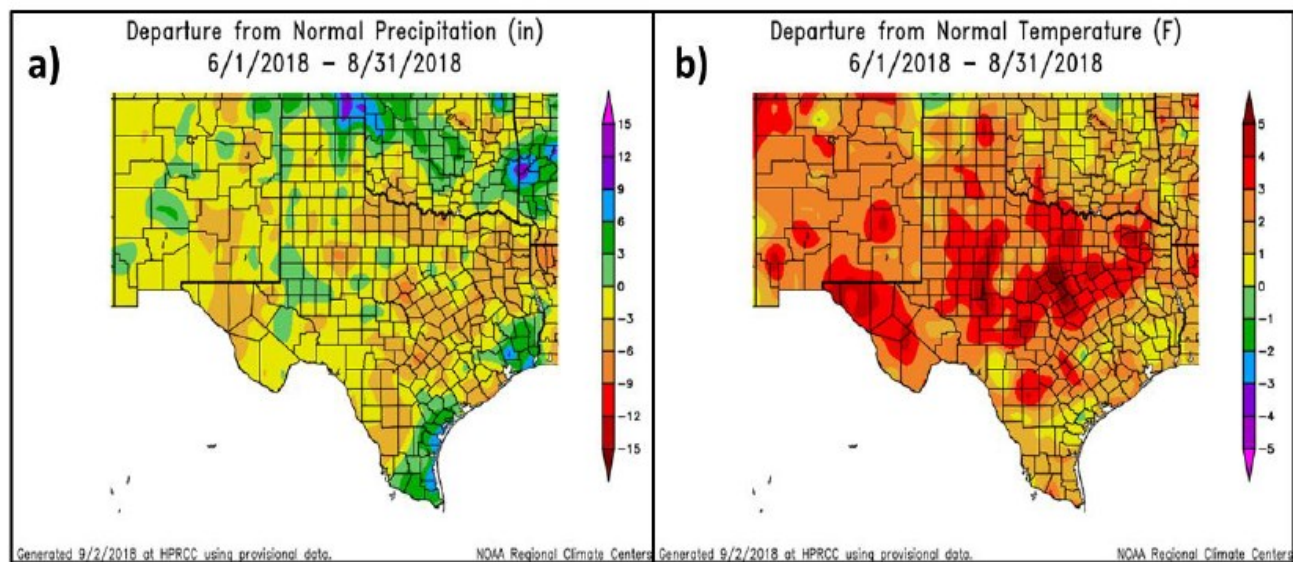 a)
Departure from Normal Precipitation (in)
6/1/2018 – 8/31/2018
15
12
9
6
3
0
−3
−6
−9
−12
−15
Generated 9/2/2018 at HPRCC using provisional data.
NOAA Regional Climate Centers
b)
Departure from Normal Temperature (F)
6/1/2018 – 8/31/2018
5
4
3
2
1
0
−1
−2
−3
−4
−5
Generated 9/2/2018 at HPRCC using provisional data.
NOAA Regional Climate Centers